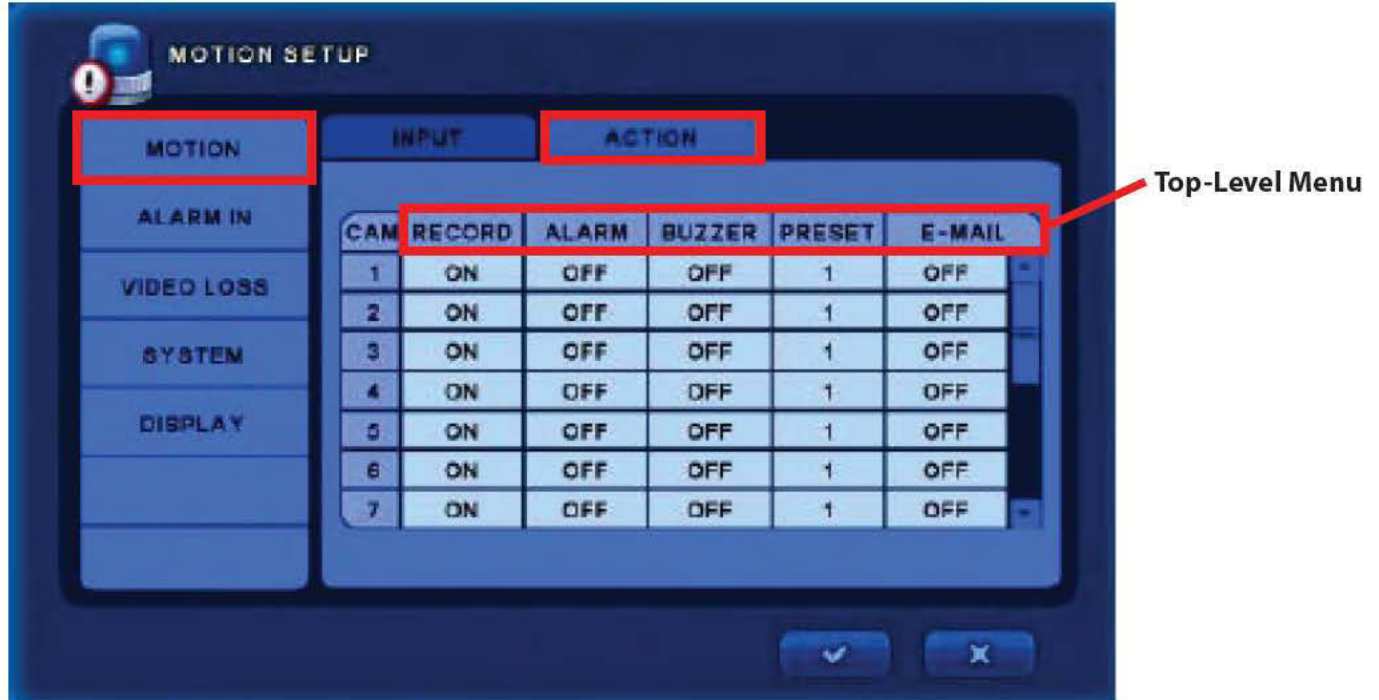 MOTION SETUP
MOTION
INPUT ACTION
Top-Level Menu
ALARM IN
VIDEO LOSS
SYSTEM
DISPLAY
CAM RECORD ALARM BUZZER PRESET E-MAIL
1 ON OFF OFF 1 OFF
2 ON OFF OFF 1 OFF
3 ON OFF OFF 1 OFF
4 ON OFF OFF 1 OFF
5 ON OFF OFF 1 OFF
6 ON OFF OFF 1 OFF
7 ON OFF OFF 1 OFF